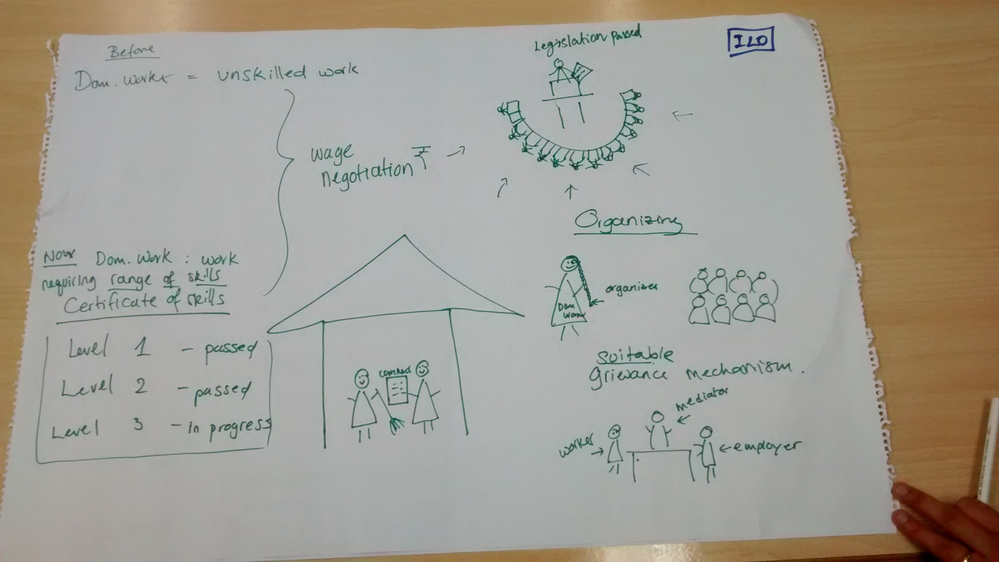 Before
Dom. work = unskilled work
wage
negotiation ₹
Legislation passed
ILO
Now Dom. Work : work
requiring range of skills
Certificate of skills
Level 1 - passed
Level 2 - passed
Level 3 - in progress
CONTRACT
Organizing
organizer
Dom
work
suitable
grievance mechanism.
mediator
worker
employer